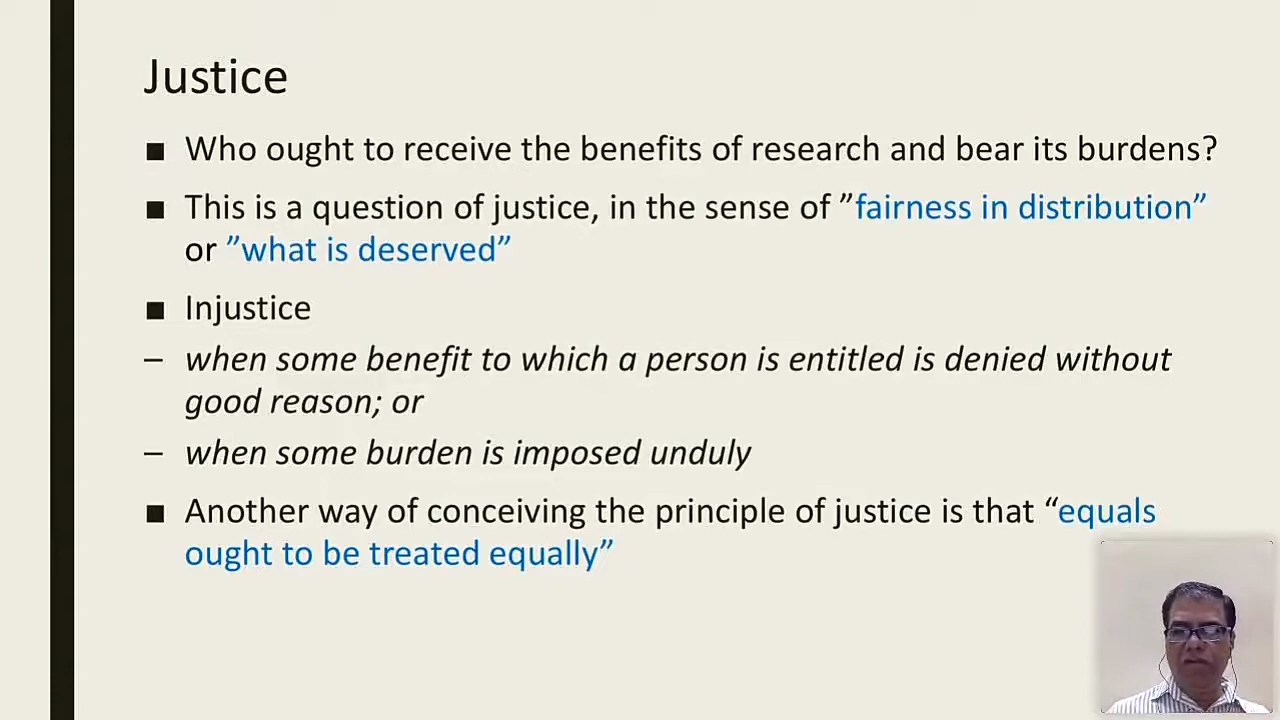 Justice
■ Who ought to receive the benefits of research and bear its burdens?
■ This is a question of justice, in the sense of ”fairness in distribution”
or ”what is deserved”
■ Injustice
– when some benefit to which a person is entitled is denied without
good reason; or
– when some burden is imposed unduly
■ Another way of conceiving the principle of justice is that “equals
ought to be treated equally”